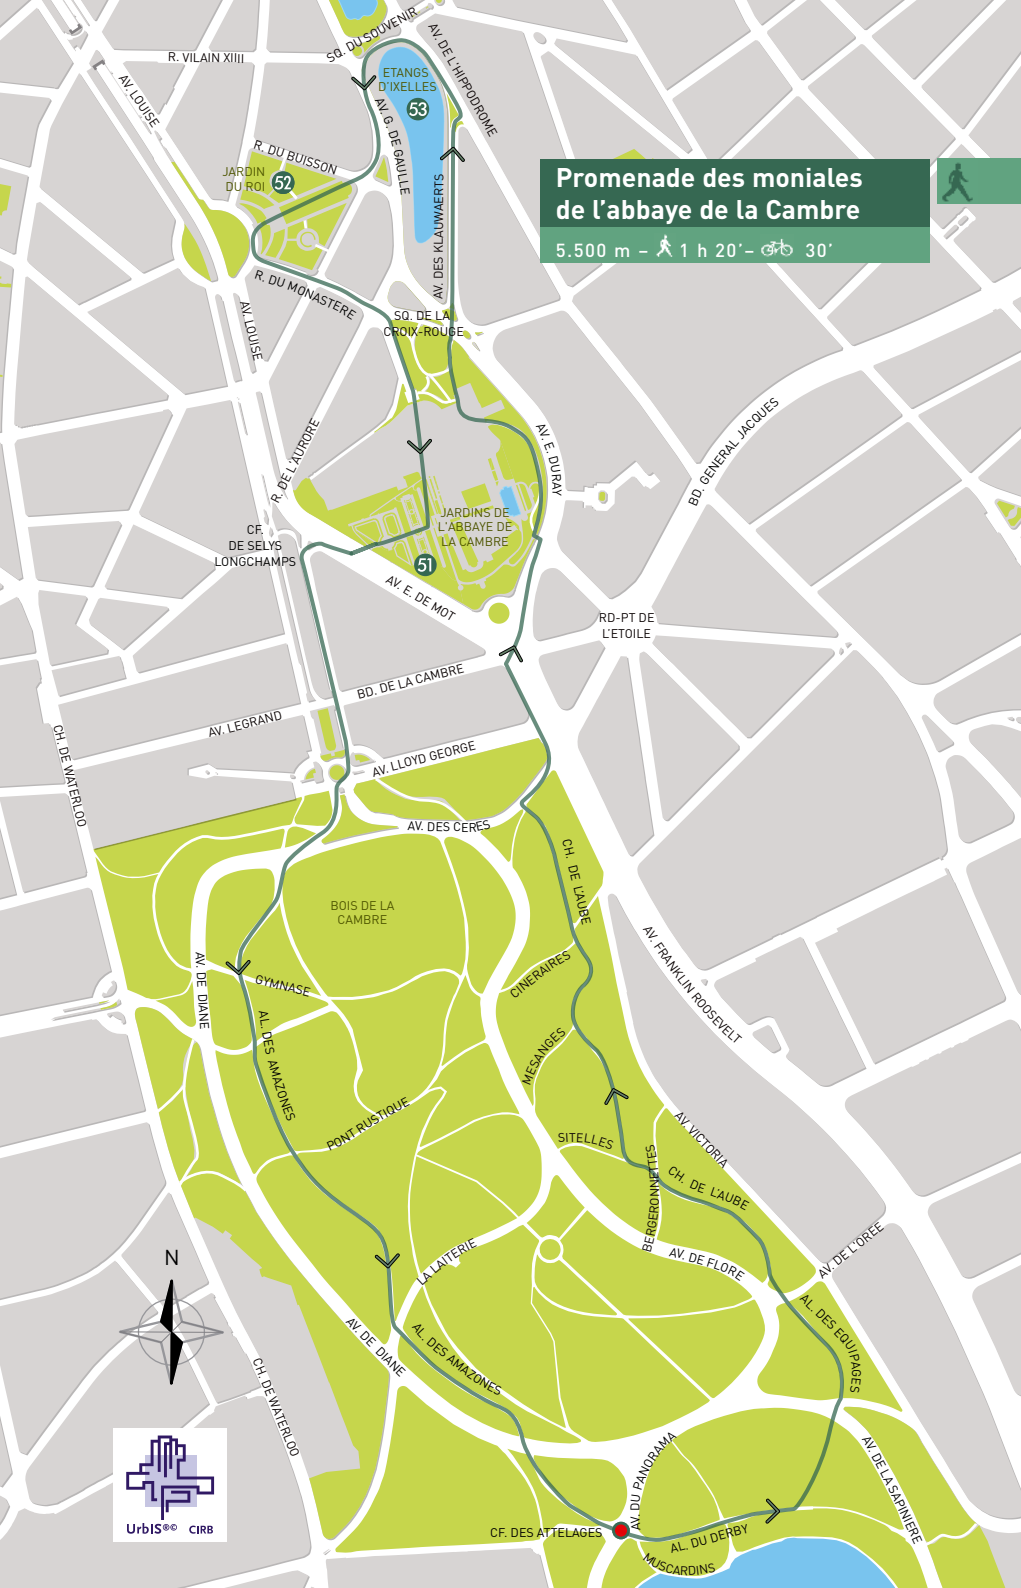 SQ. DU SOUVENIR
AV. DE L'HIPPODROME
R. VILAIN XIIII
AV. LOUISE
ETANGS
D'IXELLES
53
AV. G. DE GAULLE
R. DU BUISSON
JARDIN
DU ROI
52
AV. DES KLAUWAERTS
Promenade des moniales
de l'abbaye de la Cambre
5.500 m – 1 h 20'– 30'
R. DU MONASTERE
AV. LOUISE
SQ. DE LA
CROIX-ROUGE
R. DE L'AURORE
AV. E. DURAY
BD. GENERAL JACQUES
JARDINS DE
L'ABBAYE DE
LA CAMBRE
51
CF.
DE SELYS
LONGCHAMPS
AV. E. DE MOT
RD-PT DE
L'ETOILE
BD. DE LA CAMBRE
AV. LEGRAND
CH. DE WATERLOO
AV. LLOYD GEORGE
AV. DES CERES
CH. DE L'AUBE
BOIS DE LA
CAMBRE
AV. FRANKLIN ROOSEVELT
AV. DE DIANE
GYMNASE
CINERAIRES
AL. DES AMAZONES
MESANGES
PONT RUSTIQUE
SITELLES
AV. VICTORIA
BERGERONNETTES
CH. DE L'AUBE
AV. DE FLORE
AV. DE L'OREE
LA LAITERIE
N
AL. DES EQUIPAGES
AV. DE DIANE
AL. DES AMAZONES
CH. DE WATERLOO
AV. DU PANORAMA
AV. DE LA SAPINIERE
CF. DES ATTELAGES
AL. DU DERBY
MUSCARDINS
UrbIS®© CIRB